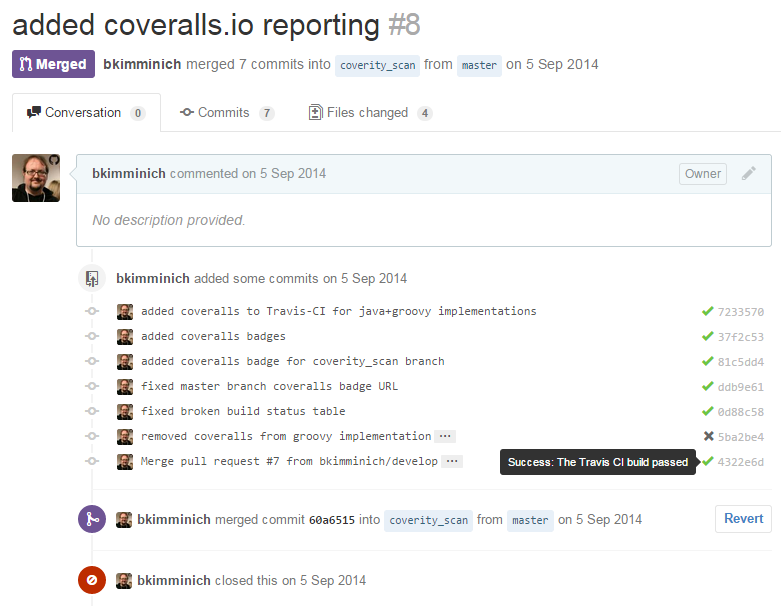 added coveralls.io reporting #8
Merged bkimminich merged 7 commits into coverity_scan from master on 5 Sep 2014
Conversation 0 Commits 7 Files changed 4
bkimminich commented on 5 Sep 2014 Owner
No description provided.
bkimminich added some commits on 5 Sep 2014
added coveralls to Travis-CI for java+groovy implementations 7233570
added coveralls badges 37f2c53
added coveralls badge for coverity_scan branch 81c5dd4
fixed master branch coveralls badge URL ddb9e61
fixed broken build status table 0d88c58
removed coveralls from groovy implementation ... 5ba2be4
Merge pull request #7 from bkimminich/develop ... Success: The Travis CI build passed 4322e6d
bkimminich merged commit 60a6515 into coverity_scan from master on 5 Sep 2014 Revert
bkimminich closed this on 5 Sep 2014